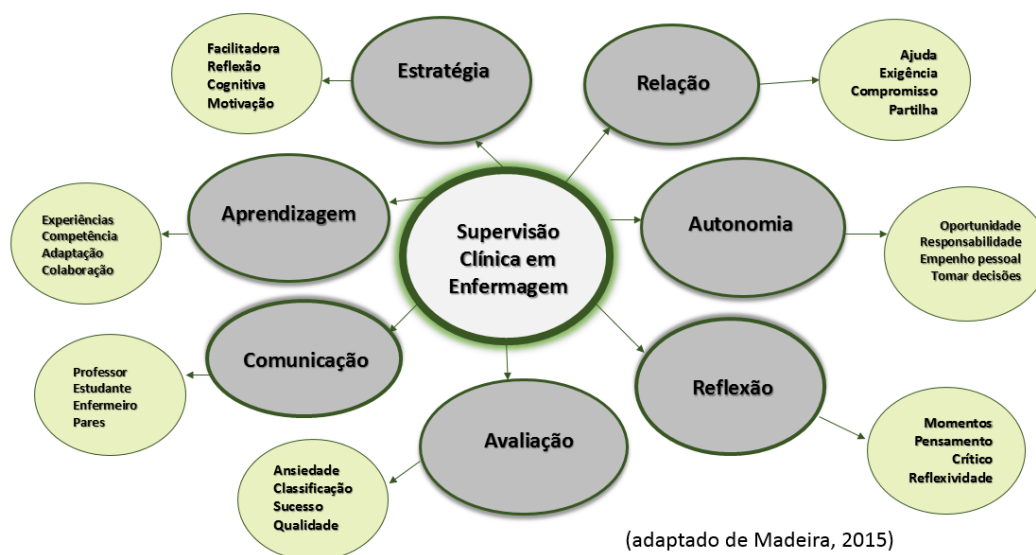 Facilitadora
Reflexão
Cognitiva
Motivação
Estratégia
Relação
Ajuda
Exigência
Compromisso
Partilha
Experiências
Competência
Adaptação
Colaboração
Aprendizagem
Supervisão
Clínica em
Enfermagem
Autonomia
Oportunidade
Responsabilidade
Empenho pessoal
Tomar decisões
Professor
Estudante
Enfermeiro
Pares
Comunicação
Reflexão
Momentos
Pensamento
Crítico
Reflexividade
Avaliação
Ansiedade
Classificação
Sucesso
Qualidade
(adaptado de Madeira, 2015)